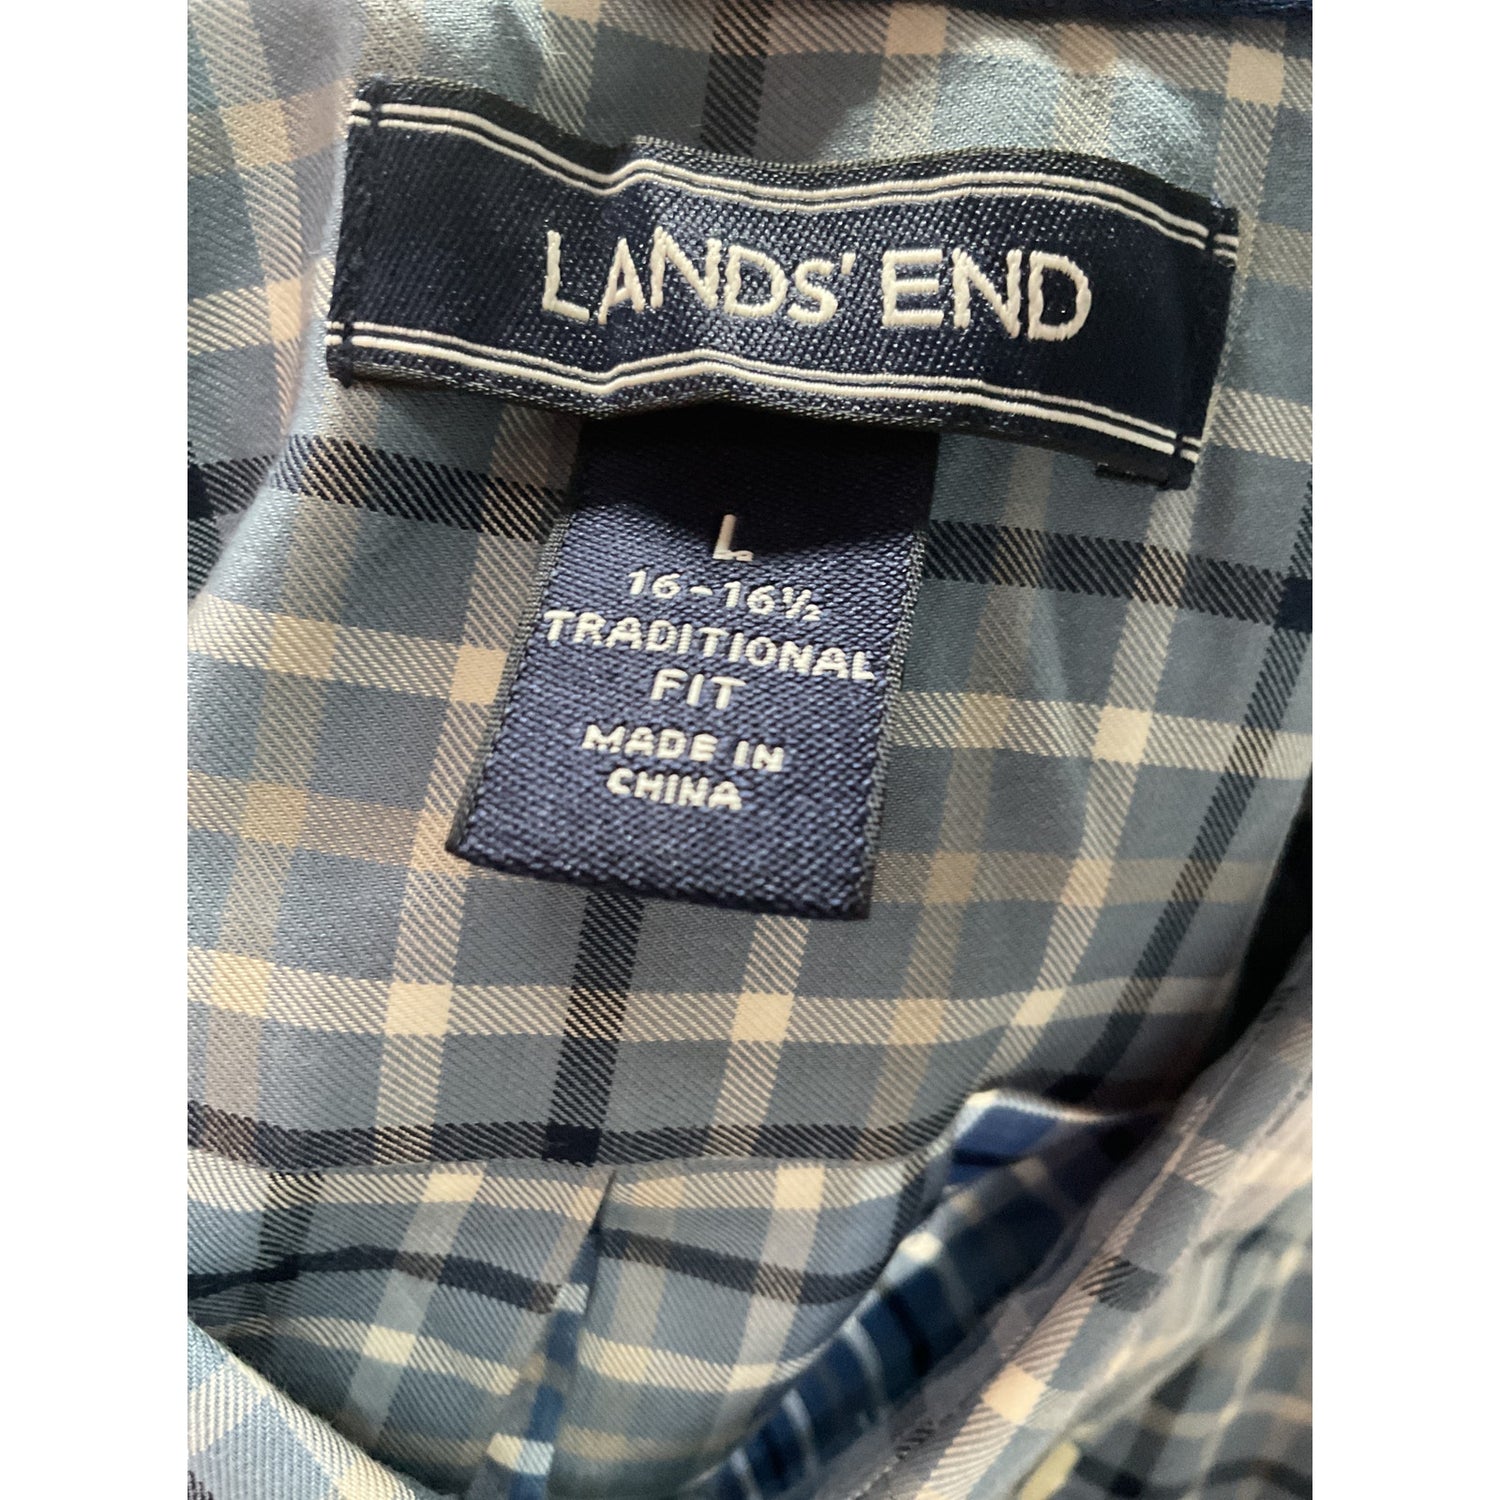 LANDS' END
L
16-16½
TRADITIONAL
FIT
MADE IN
CHINA